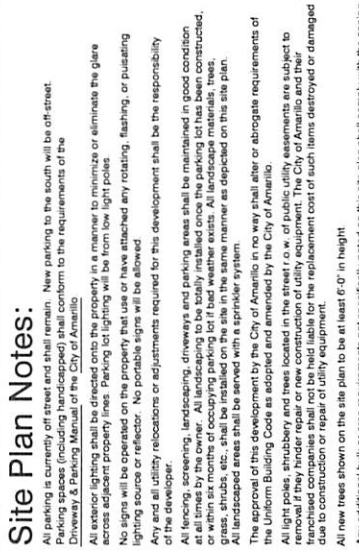 Site Plan Notes:
All parking is currently off street and shall remain. New parking to the south will be off-street.
Parking spaces (including handicapped) shall conform to the requirements of the
Driveway & Parking Manual of the City of Amarillo
All exterior lighting shall be directed onto the property in a manner to minimize or eliminate the glare
across adjacent property lines. Parking lot lighting will be from low light poles.
No signs will be operated on the property that use or have attached any rotating, flashing, or pulsating
lighting source or reflector. No portable signs will be allowed.
Any and all utility relocations or adjustments required for this development shall be the responsibility
of the developer.
All fencing, screening, landscaping, driveways and parking areas shall be maintained in good condition
at all times by the owner. All landscaping to be totally installed once the parking lot has been constructed,
or within six months of occupying parking lot if bad weather exists. All landscape materials, trees,
grass, shrubs, etc., shall be installed on the site in the same manner as depicted on this site plan.
All landscaped areas shall be served with a sprinkler system.
The approval of this development by the City of Amarillo in no way shall alter or abrogate requirements of
the Uniform Building Code as adopted and amended by the City of Amarillo.
All light poles, shrubbery and trees located in the street r.o.w. of public utility easements are subject to
removal if they hinder repair or new construction of utility equipment. The City of Amarillo and their
franchised companies shall not be held liable for the replacement cost of such items destroyed or damaged
due to construction or repair of utility equipment.
All new trees shown on the site plan to be at least 6'-0" in height